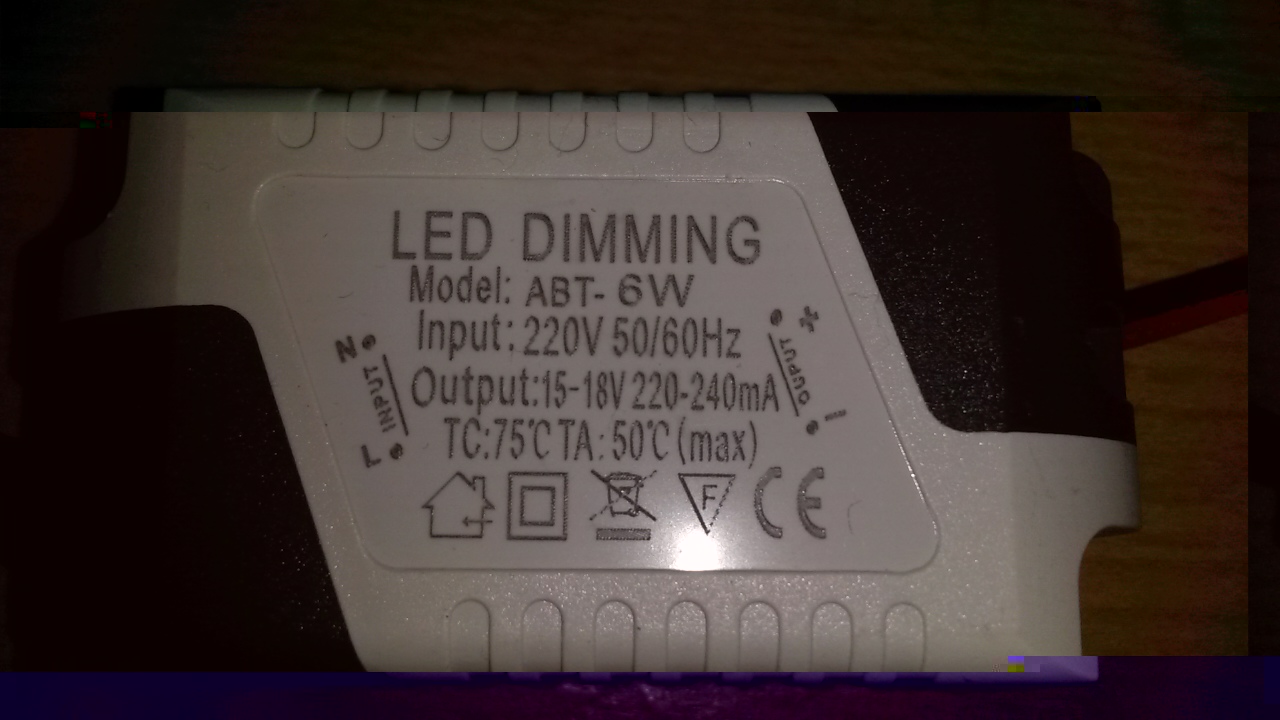 LED DIMMING
Model: ABT- 6W
Input: 220V 50/60Hz
Output:15-18V 220-240mA
TC:75℃ TA: 50℃ (max)
N INPUT L
+ OUPUT -
F CE